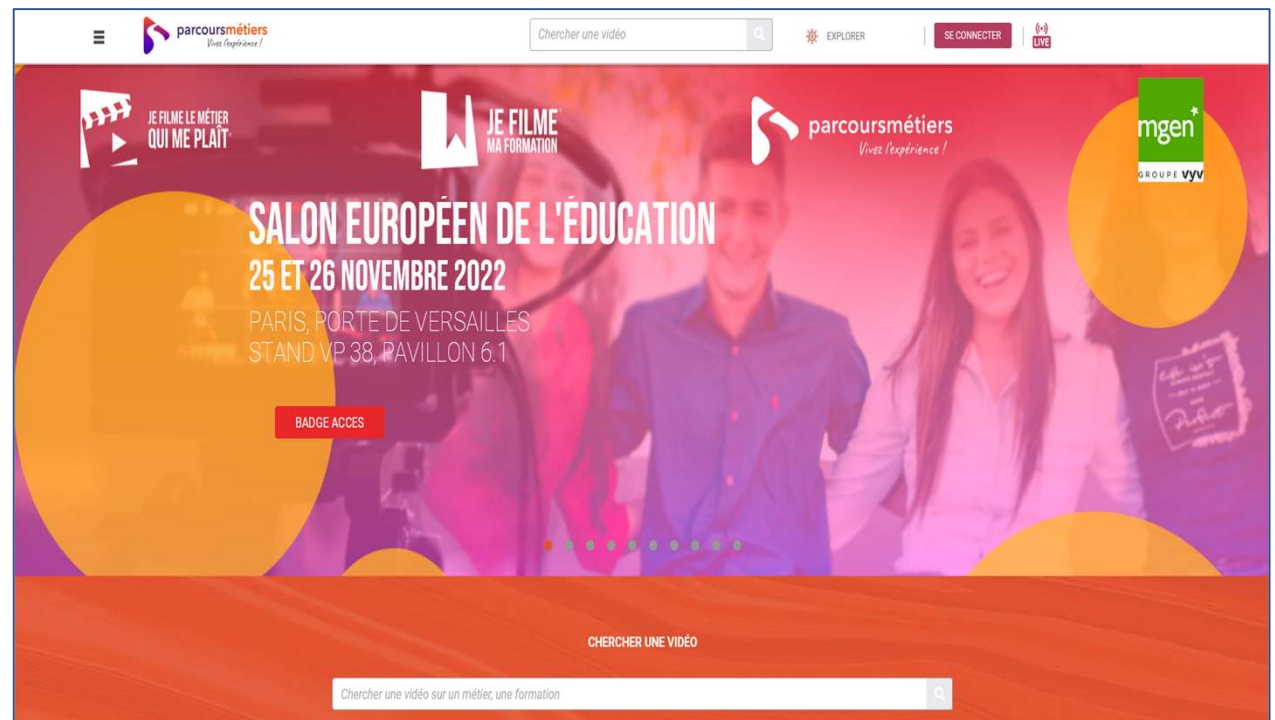 parcoursmétiers
Vivez l'expérience !
Chercher une vidéo
EXPLORER
SE CONNECTER
LIVE
JE FILME LE MÉTIER
QUI ME PLAÎT
JE FILME
MA FORMATION
parcoursmétiers
Vivez l'expérience !
mgen
GROUPE vyv
SALON EUROPÉEN DE L'ÉDUCATION
25 ET 26 NOVEMBRE 2022
PARIS, PORTE DE VERSAILLES
STAND VP 38, PAVILLON 6.1
BADGE ACCES
CHERCHER UNE VIDÉO
Chercher une vidéo sur un métier, une formation